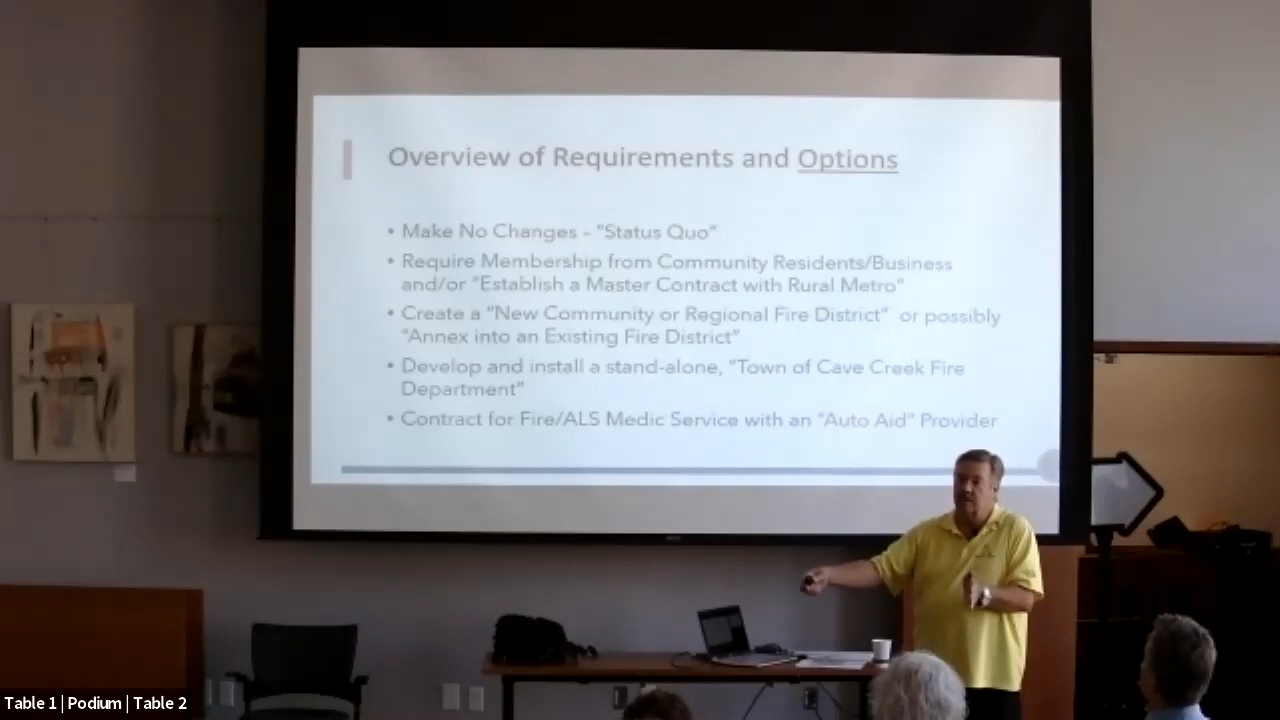 Overview of Requirements and Options
• Make No Changes - "Status Quo"
• Require Membership from Community Residents/Business
and/or "Establish a Master Contract with Rural Metro"
• Create a "New Community or Regional Fire District" or possibly
"Annex into an Existing Fire District"
• Develop and install a stand-alone, "Town of Cave Creek Fire
Department"
• Contract for Fire/ALS Medic Service with an "Auto Aid" Provider
Table 1 | Podium | Table 2